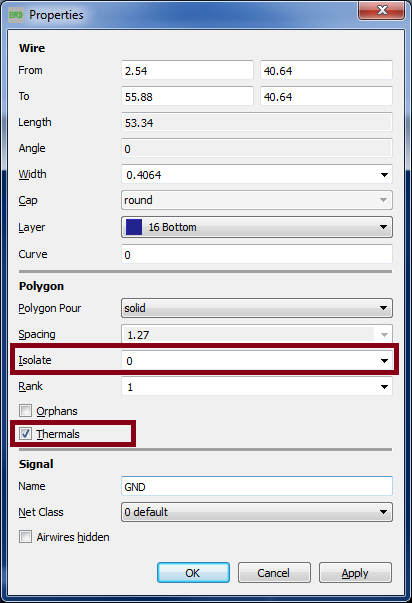 BRD Properties
Wire
From 2.54 40.64
To 55.88 40.64
Length 53.34
Angle 0
Width 0.4064
Cap round
Layer 16 Bottom
Curve 0
Polygon
Polygon Pour solid
Spacing 1.27
Isolate 0
Rank 1
Orphans
Thermals
Signal
Name GND
Net Class 0 default
Airwires hidden
OK Cancel Apply